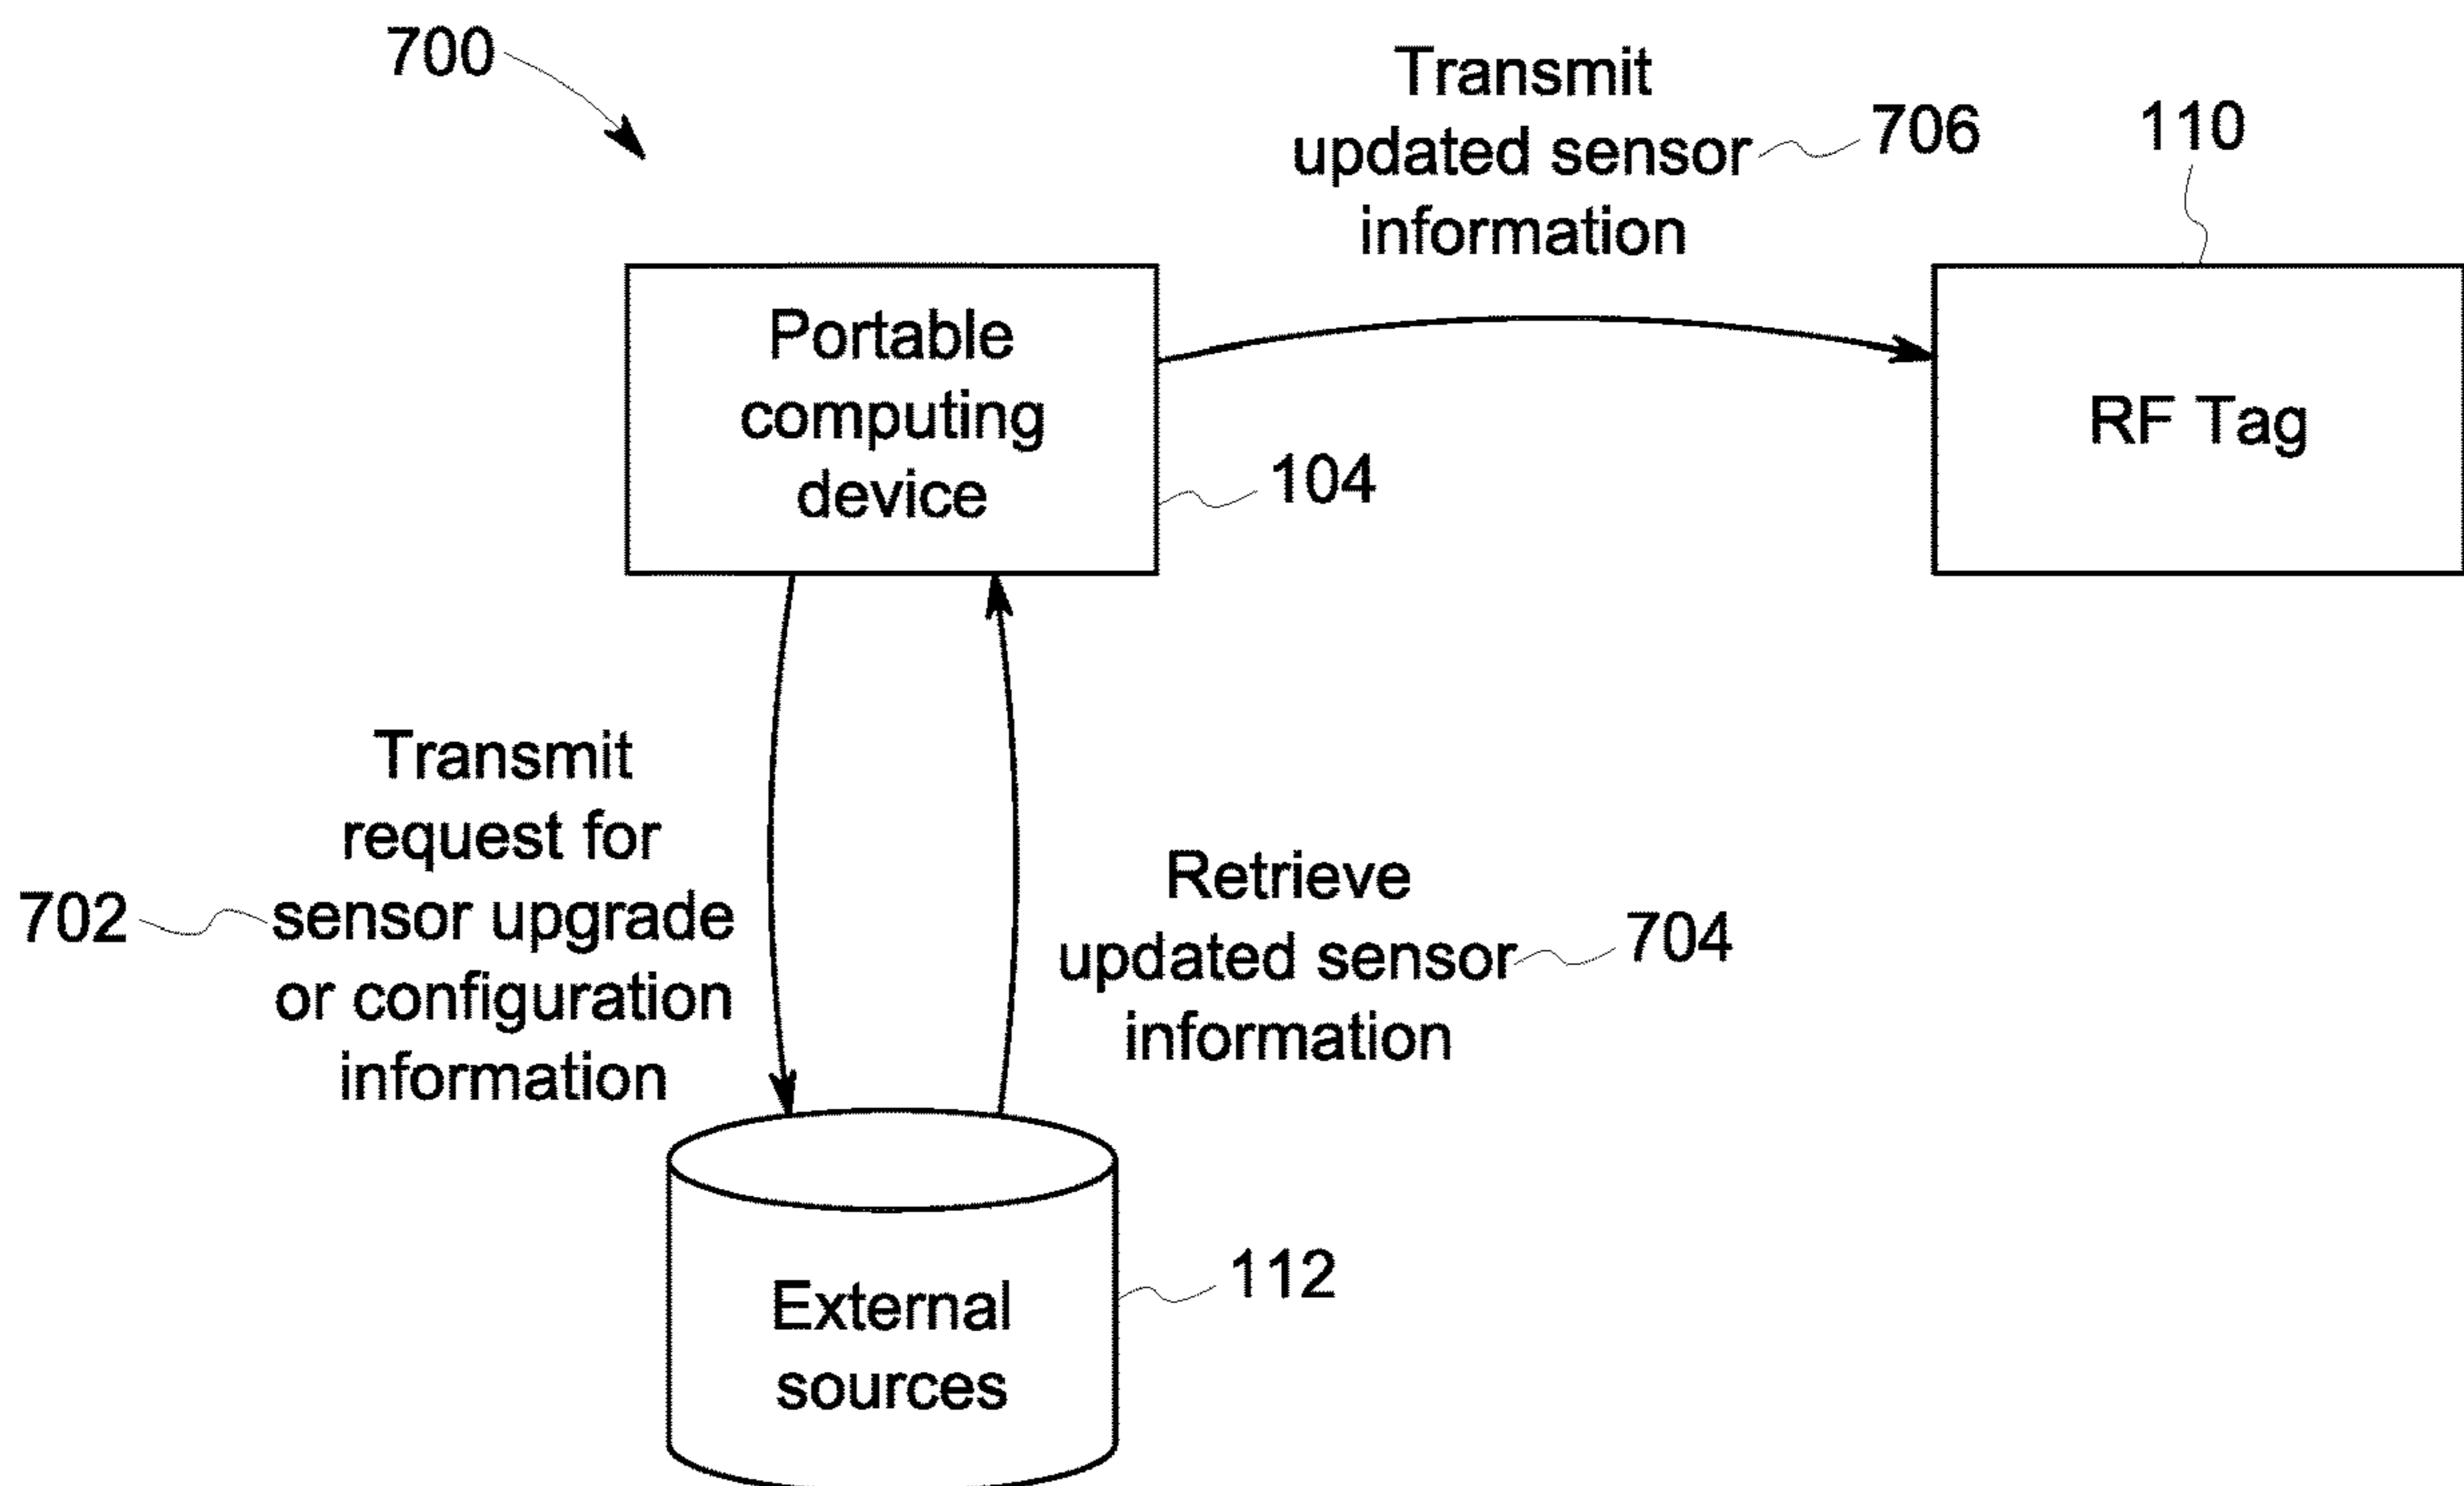 700
Transmit
updated sensor
information
706
110
Portable
computing
device
104
RF Tag
Transmit
request for
sensor upgrade
or configuration
information
702
Retrieve
updated sensor
information
704
External
sources
112